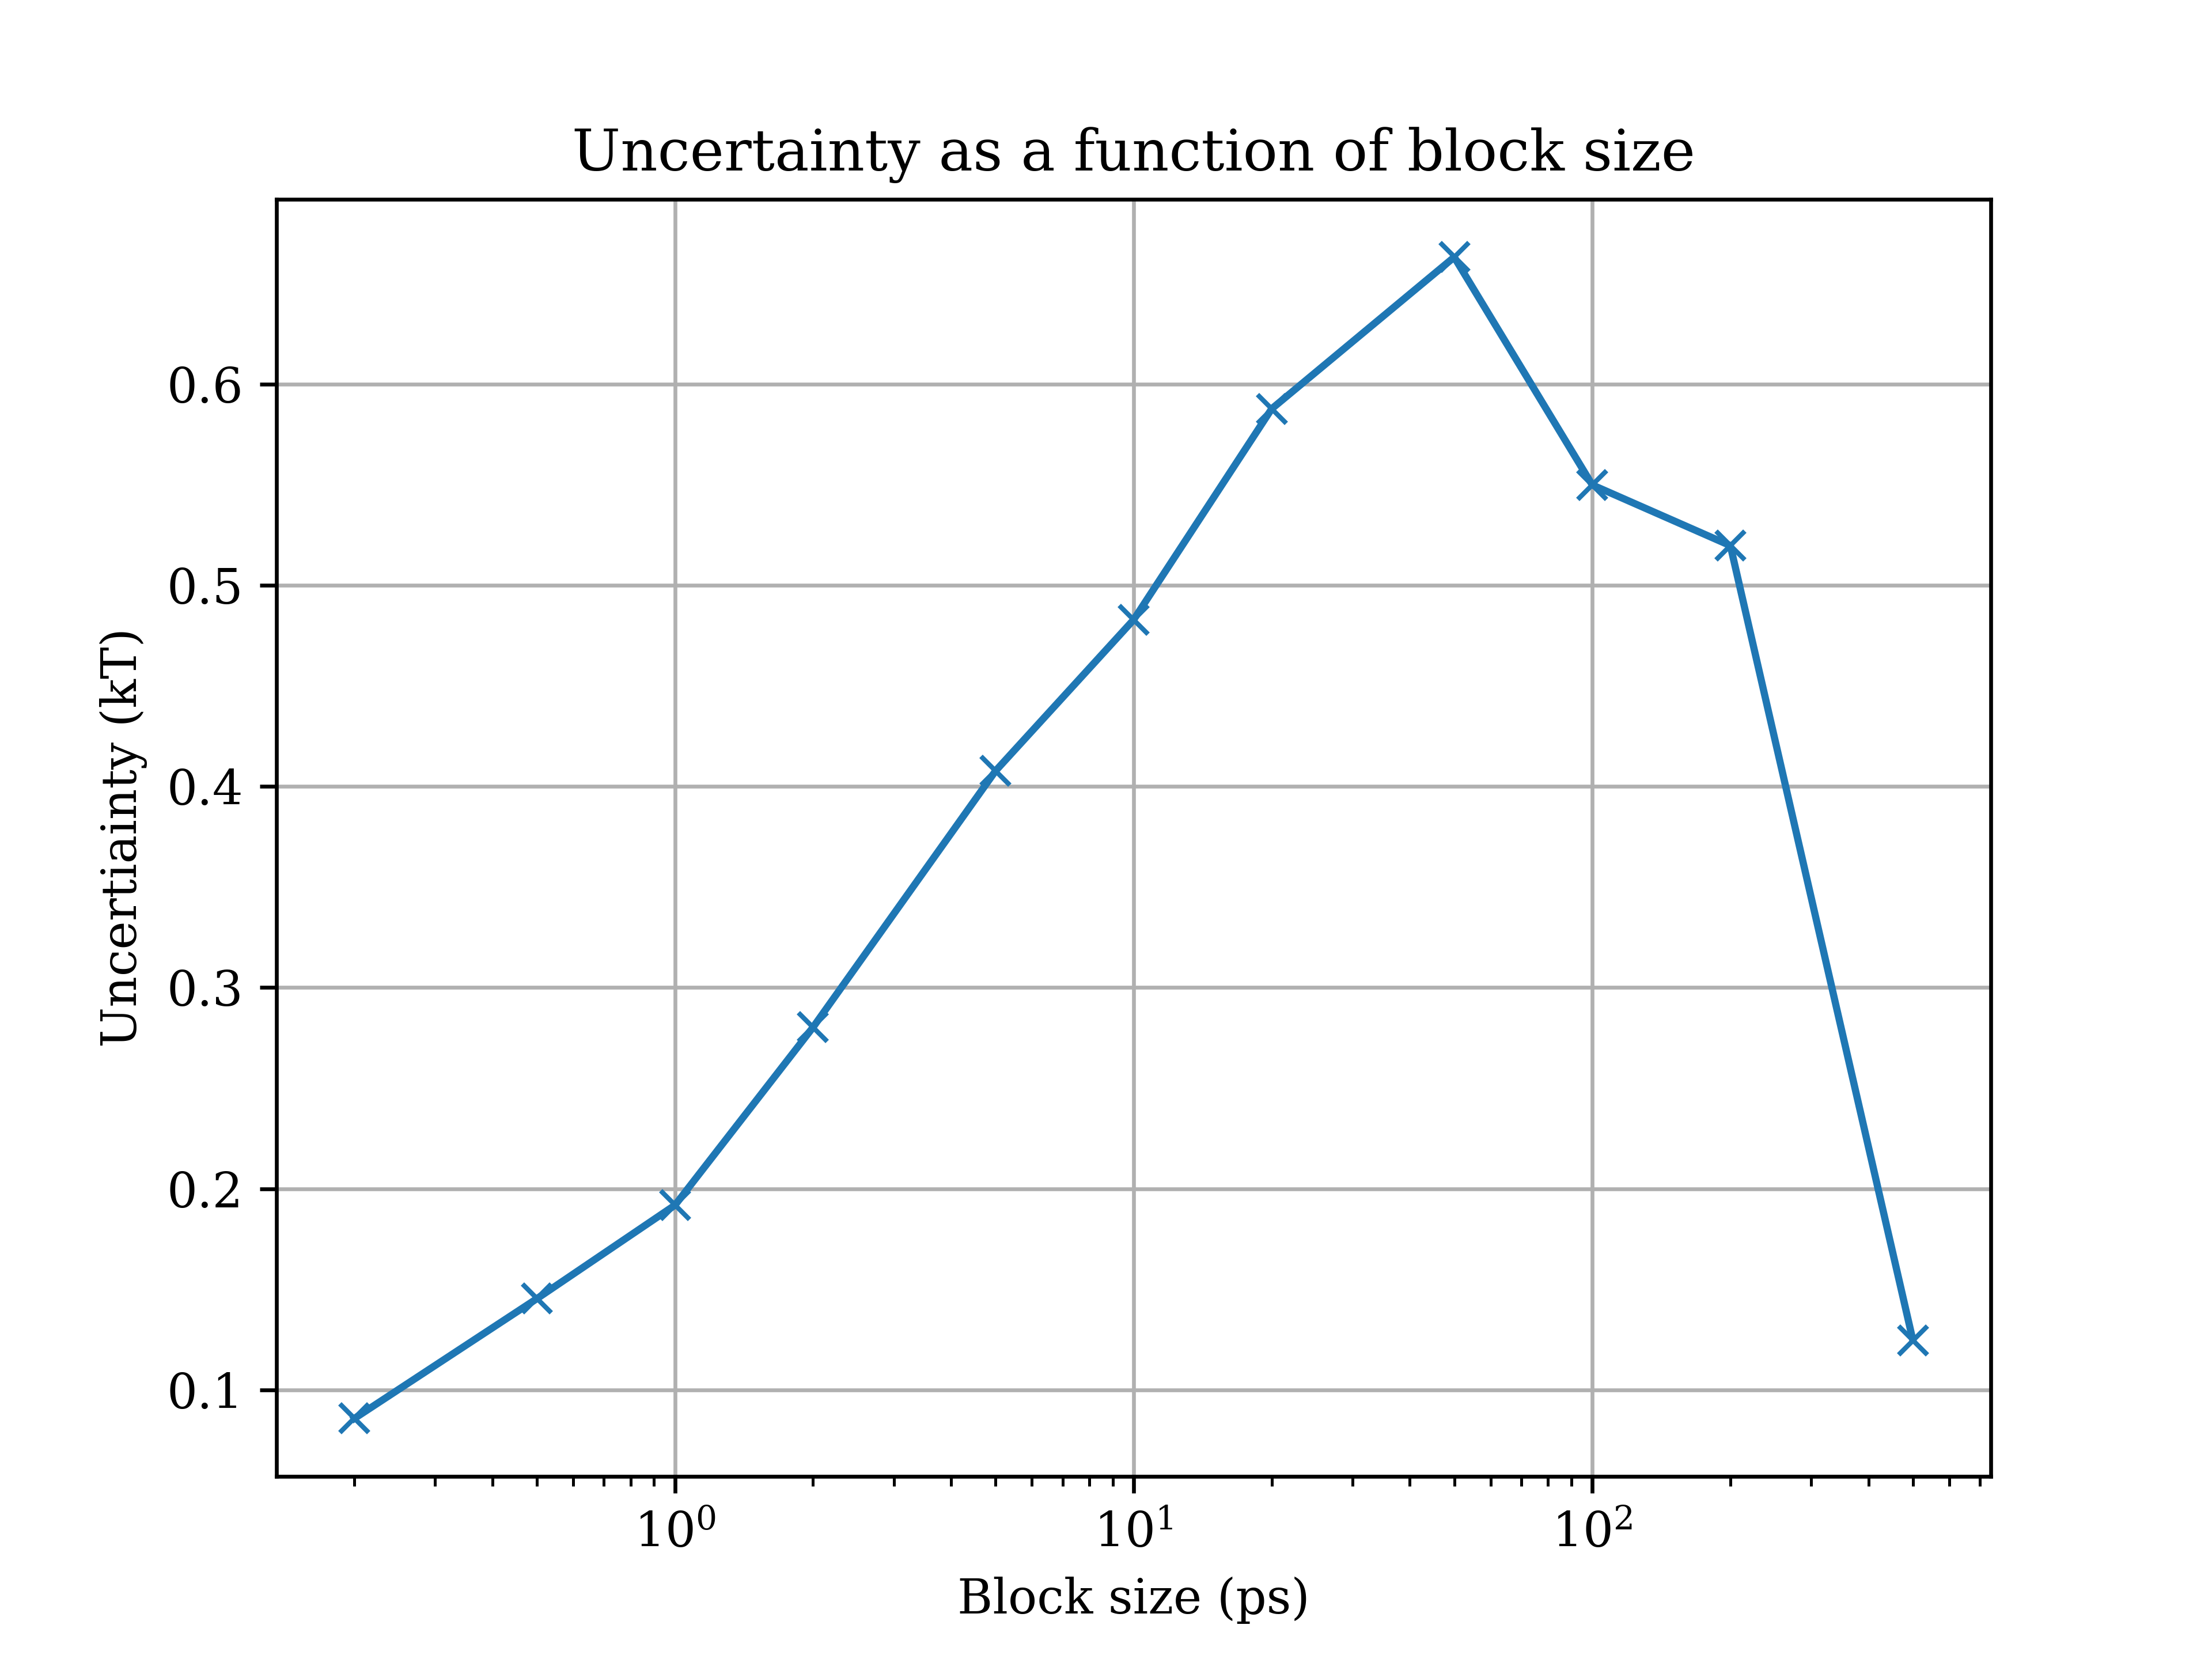 Uncertainty as a function of block size
Uncertiainty (kT)
0.6
0.5
0.4
0.3
0.2
0.1
10⁰ 10¹ 10²
Block size (ps)